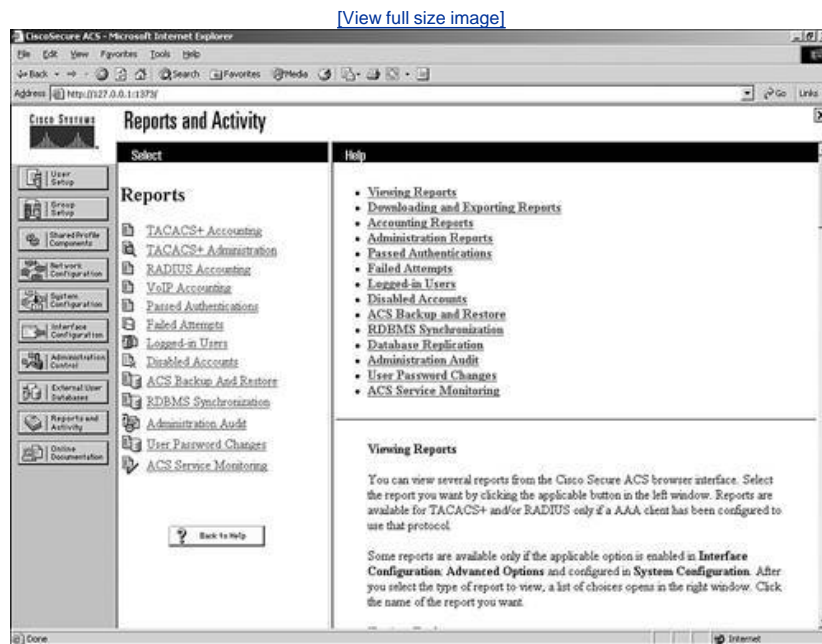 [View full size image]
CiscoSecure ACS - Microsoft Internet Explorer
File Edit View Favorites Tools Help
Back Search Favorites Media
Address http://127.0.0.1:1373/ Go Links
CISCO SYSTEMS
Reports and Activity
Select
Help
User Setup
Group Setup
Shared Profile Components
Network Configuration
System Configuration
Interface Configuration
Administration Control
External User Databases
Reports and Activity
Online Documentation
Reports
TACACS+ Accounting
TACACS+ Administration
RADIUS Accounting
VoIP Accounting
Passed Authentications
Failed Attempts
Logged-in Users
Disabled Accounts
ACS Backup And Restore
RDBMS Synchronization
Administration Audit
User Password Changes
ACS Service Monitoring
Back to Help
Viewing Reports
Downloading and Exporting Reports
Accounting Reports
Administration Reports
Passed Authentications
Failed Attempts
Logged-in Users
Disabled Accounts
ACS Backup and Restore
RDBMS Synchronization
Database Replication
Administration Audit
User Password Changes
ACS Service Monitoring
Viewing Reports
You can view several reports from the Cisco Secure ACS browser interface. Select
the report you want by clicking the applicable button in the left window. Reports are
available for TACACS+ and/or RADIUS only if a AAA client has been configured to
use that protocol.
Some reports are available only if the applicable option is enabled in Interface
Configuration: Advanced Options and configured in System Configuration. After
you select the type of report to view, a list of choices opens in the right window. Click
the name of the report you want.
Done
Internet